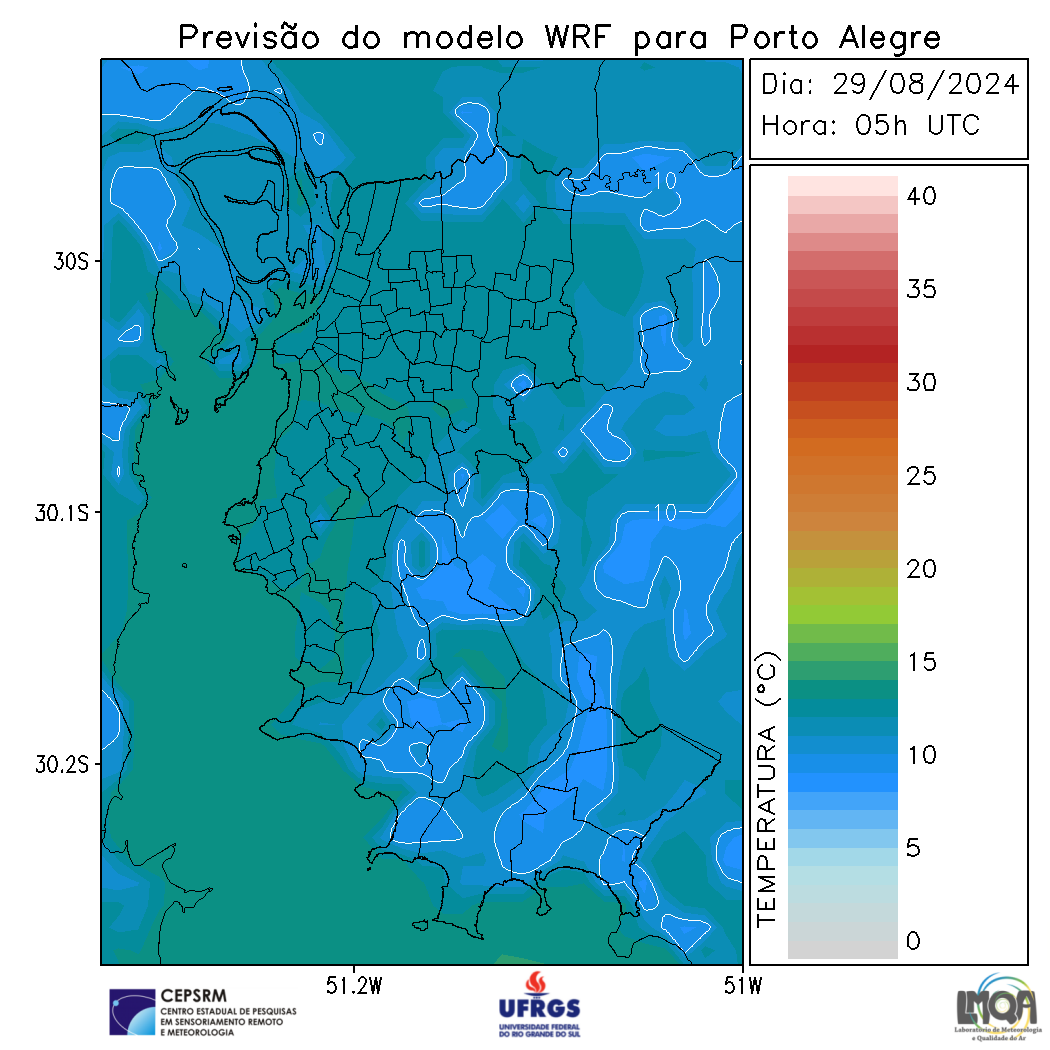 Previsão do modelo WRF para Porto Alegre
Dia: 29/08/2024
Hora: 05h UTC
10
10
30S
30.1S
30.2S
51.2W
51W
40
35
30
25
20
15
10
5
0
TEMPERATURA (°C)
CEPSRM
CENTRO ESTADUAL DE PESQUISAS
EM SENSORIAMENTO REMOTO
E METEOROLOGIA
UFRGS
UNIVERSIDADE FEDERAL
DO RIO GRANDE DO SUL
LMQA
Laboratório de Meteorologia
e Qualidade do Ar